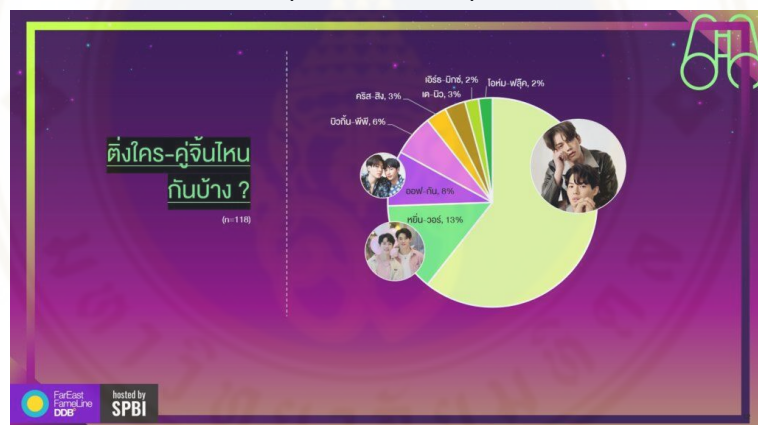 ติ่งใคร-คู่จิ้นไหน
กันบ้าง ?
(n=118)
เอิร์ธ-มิกซ์, 2%
โอห์ม-ฟลุ๊ค, 2%
คริส-สิง, 3%
เต-นิว, 3%
บิวกิ้น-พีพี, 6%
ออฟ-กัน, 8%
หยิ่น-วอร์, 13%
FarEast
FameLine
DDB
hosted by
SPBI